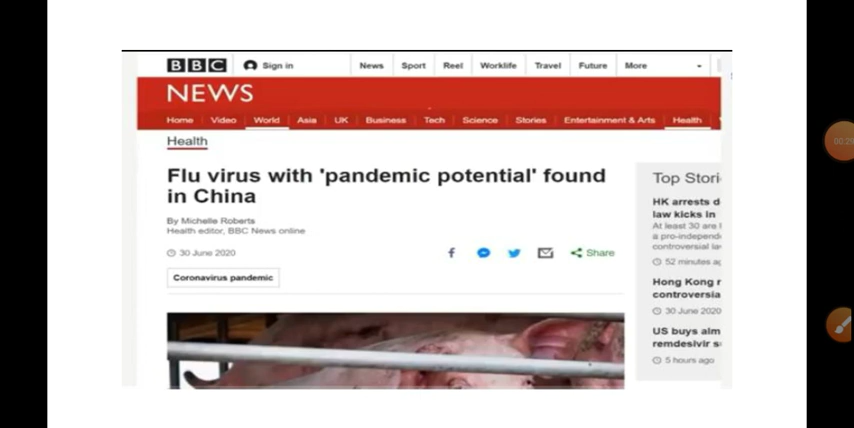 BBC Sign in News Sport Reel Worklife Travel Future More
NEWS
Home Video World Asia UK Business Tech Science Stories Entertainment & Arts Health
Health
Flu virus with 'pandemic potential' found
in China
By Michelle Roberts
Health editor, BBC News online
30 June 2020
Share
Coronavirus pandemic
Top Stori
HK arrests
law kicks in
At least 30 are
a pro-independ
controversial
52 minutes
Hong Kong
controversia
30 June 2020
US buys
remdesivir
5 hours ago
00:29